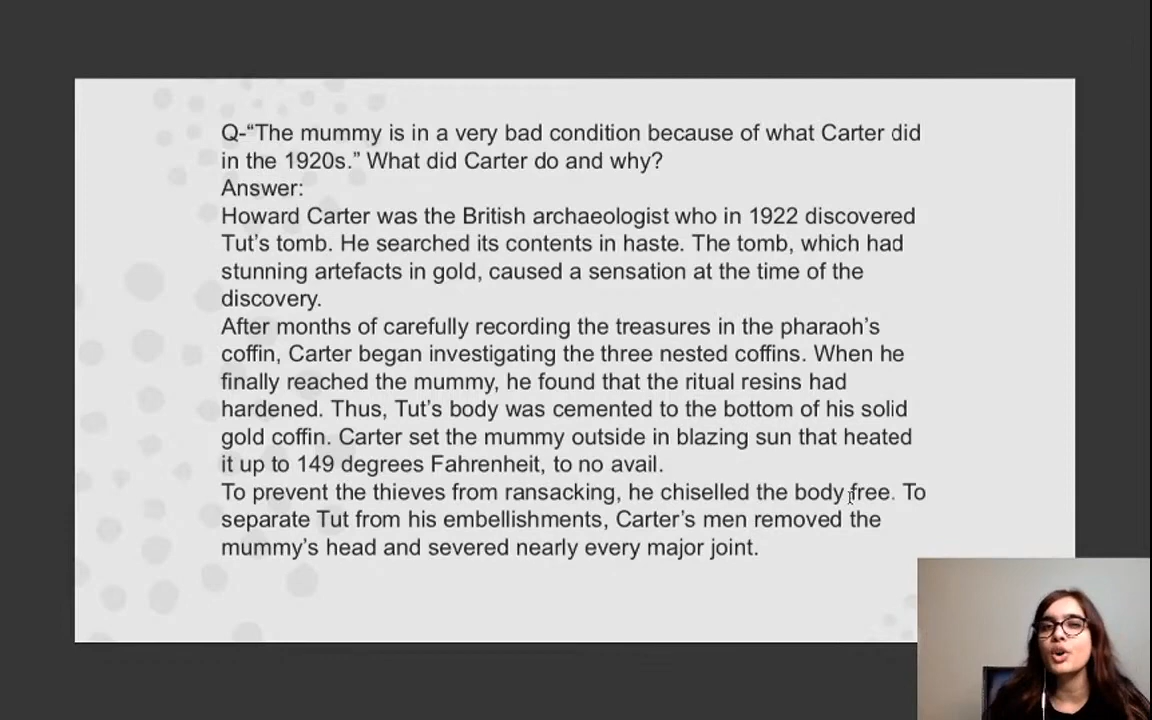 Q-“The mummy is in a very bad condition because of what Carter did
in the 1920s.” What did Carter do and why?
Answer:
Howard Carter was the British archaeologist who in 1922 discovered
Tut’s tomb. He searched its contents in haste. The tomb, which had
stunning artefacts in gold, caused a sensation at the time of the
discovery.
After months of carefully recording the treasures in the pharaoh’s
coffin, Carter began investigating the three nested coffins. When he
finally reached the mummy, he found that the ritual resins had
hardened. Thus, Tut’s body was cemented to the bottom of his solid
gold coffin. Carter set the mummy outside in blazing sun that heated
it up to 149 degrees Fahrenheit, to no avail.
To prevent the thieves from ransacking, he chiselled the body free. To
separate Tut from his embellishments, Carter’s men removed the
mummy’s head and severed nearly every major joint.